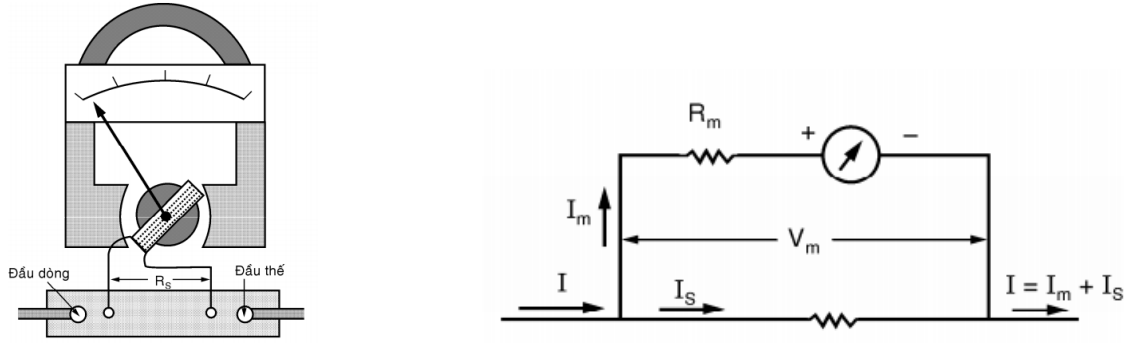 Đầu dòng
R_S
Đầu thế
R_m
+
−
I_m
V_m
I
I_S
I = I_m + I_S